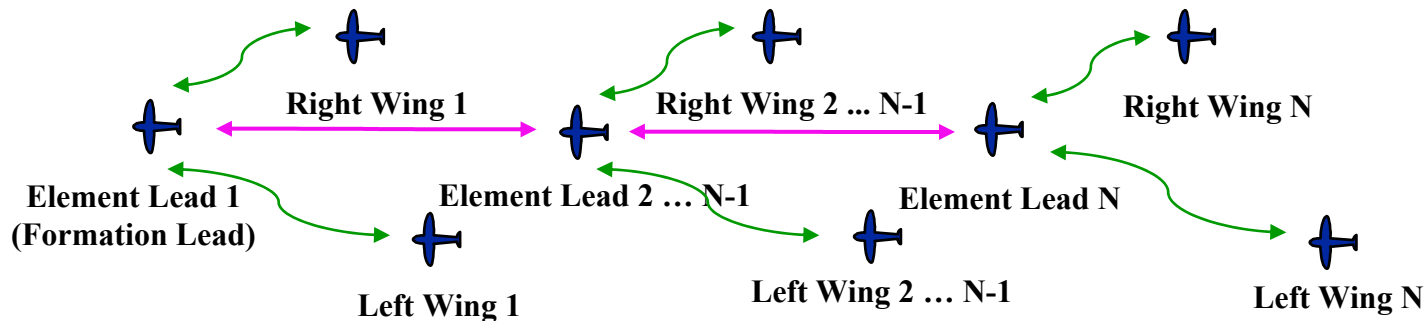 Right Wing 1
Right Wing 2 ... N-1
Right Wing N
Element Lead 1
(Formation Lead)
Element Lead 2 … N-1
Element Lead N
Left Wing 1
Left Wing 2 … N-1
Left Wing N